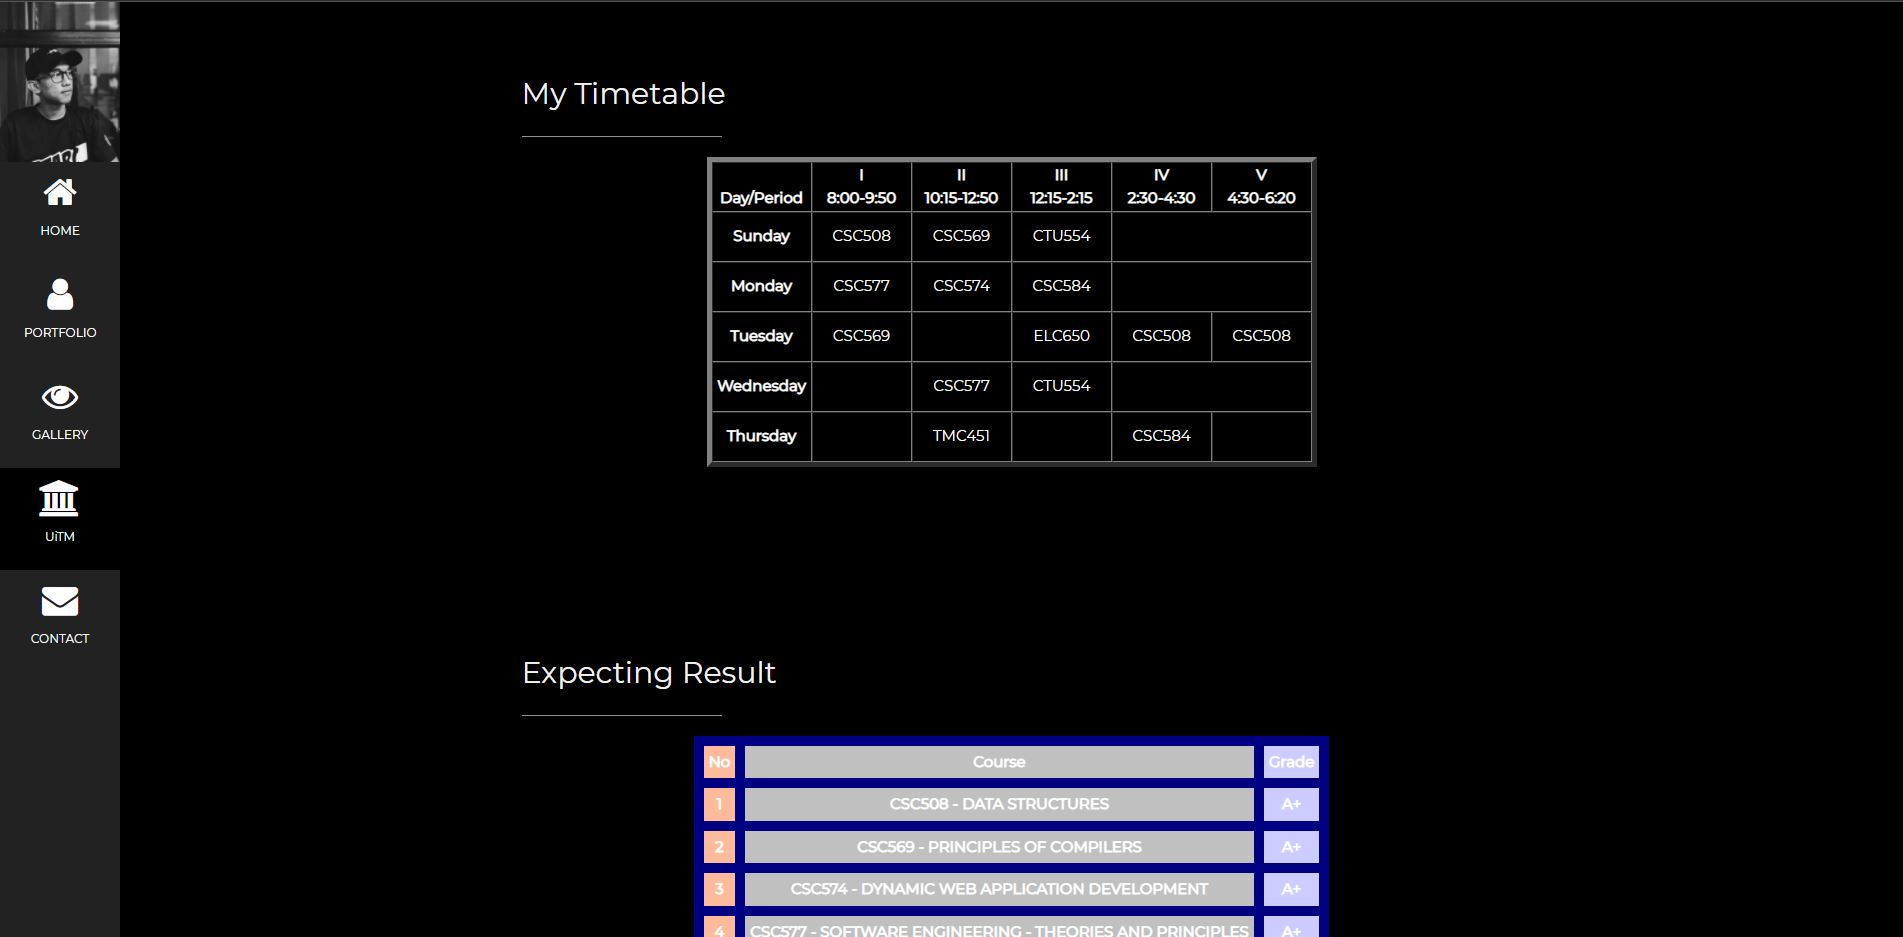 HOME
PORTFOLIO
GALLERY
UiTM
CONTACT
My Timetable
I II III IV V
Day/Period 8:00-9:50 10:15-12:50 12:15-2:15 2:30-4:30 4:30-6:20
Sunday CSC508 CSC569 CTU554
Monday CSC577 CSC574 CSC584
Tuesday CSC569 ELC650 CSC508 CSC508
Wednesday CSC577 CTU554
Thursday TMC451 CSC584
Expecting Result
No Course Grade
1 CSC508 - DATA STRUCTURES A+
2 CSC569 - PRINCIPLES OF COMPILERS A+
3 CSC574 - DYNAMIC WEB APPLICATION DEVELOPMENT A+
4 CSC577 - SOFTWARE ENGINEERING - THEORIES AND PRINCIPLES A+